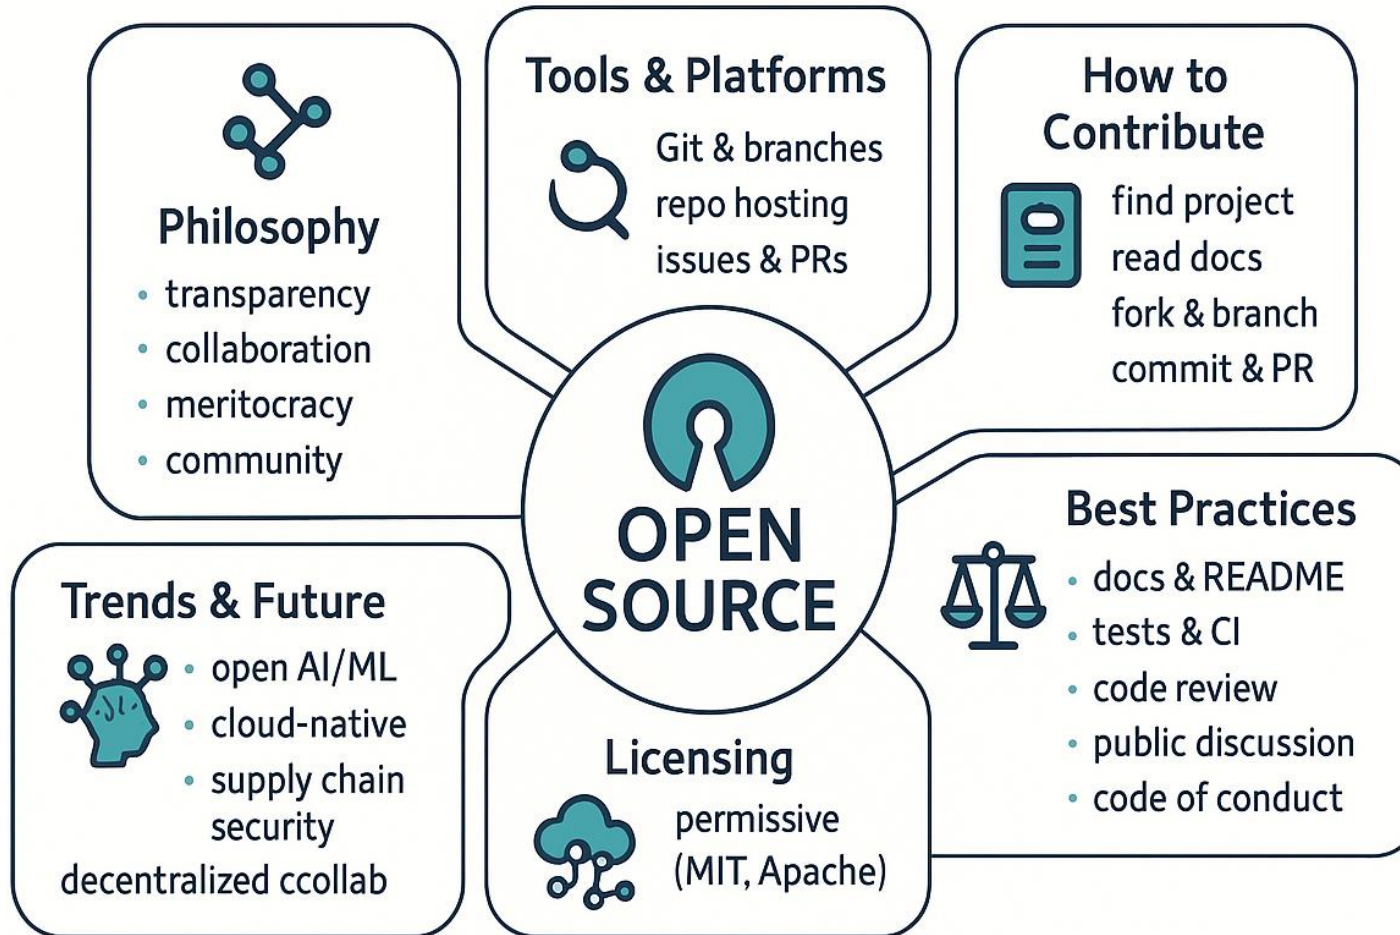 Philosophy
transparency
collaboration
meritocracy
community
Tools & Platforms
Git & branches
repo hosting
issues & PRs
How to
Contribute
find project
read docs
fork & branch
commit & PR
OPEN
SOURCE
Best Practices
docs & README
tests & CI
code review
public discussion
code of conduct
Trends & Future
open AI/ML
cloud-native
supply chain
security
decentralized ccollab
Licensing
permissive
(MIT, Apache)